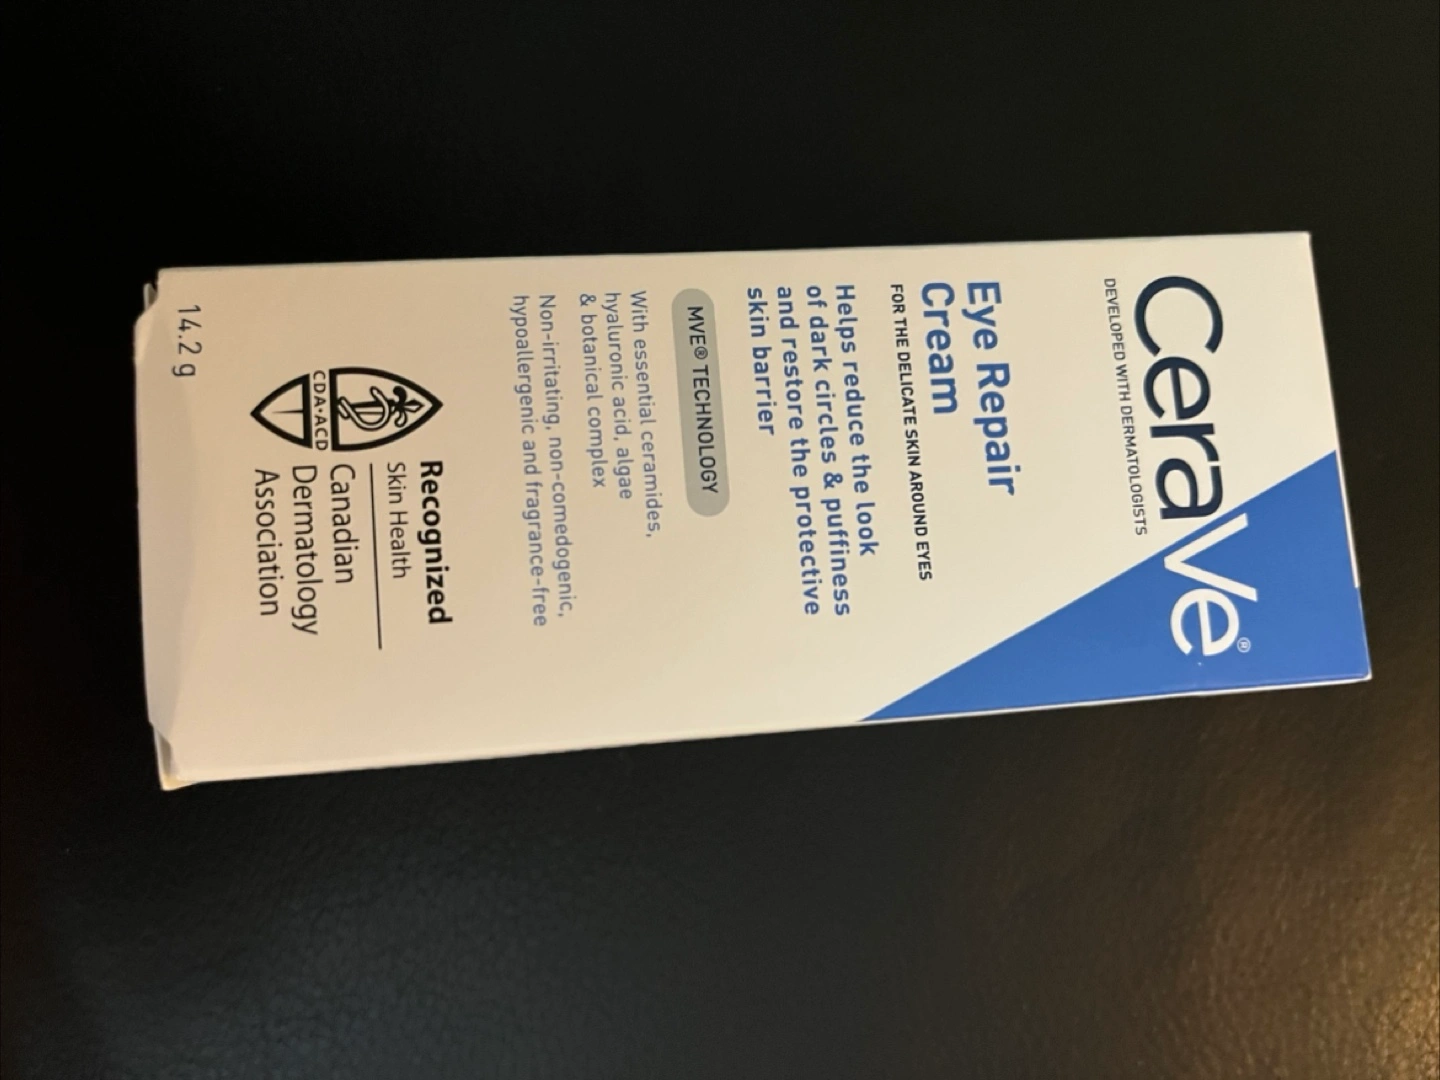 CeraVe®
DEVELOPED WITH DERMATOLOGISTS
Eye Repair
Cream
FOR THE DELICATE SKIN AROUND EYES
Helps reduce the look
of dark circles & puffiness
and restore the protective
skin barrier
MVE® TECHNOLOGY
With essential ceramides,
hyaluronic acid, algae
& botanical complex
Non-irritating, non-comedogenic,
hypoallergenic and fragrance-free
Recognized
Skin Health
Canadian
Dermatology
Association
D
CDA•ACD
14.2 g